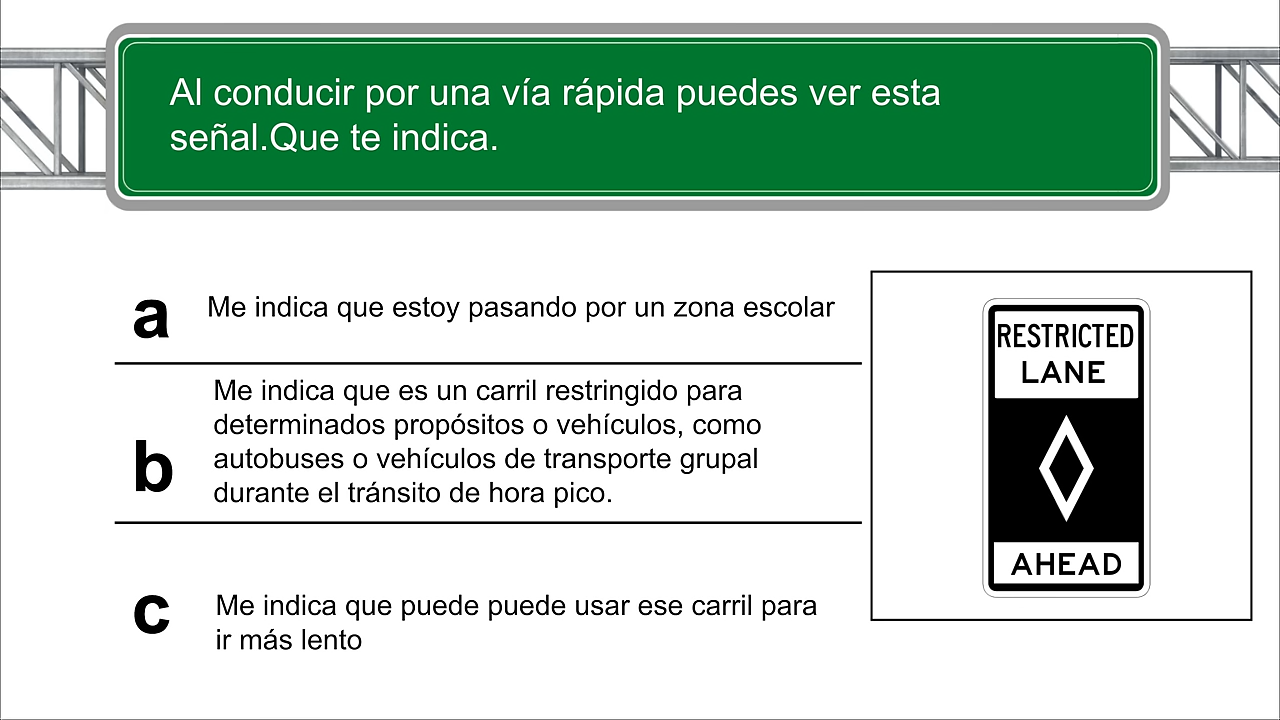 Al conducir por una vía rápida puedes ver esta
señal.Que te indica.
a
Me indica que estoy pasando por un zona escolar
b
Me indica que es un carril restringido para
determinados propósitos o vehículos, como
autobuses o vehículos de transporte grupal
durante el tránsito de hora pico.
c
Me indica que puede puede usar ese carril para
ir más lento
RESTRICTED
LANE
AHEAD